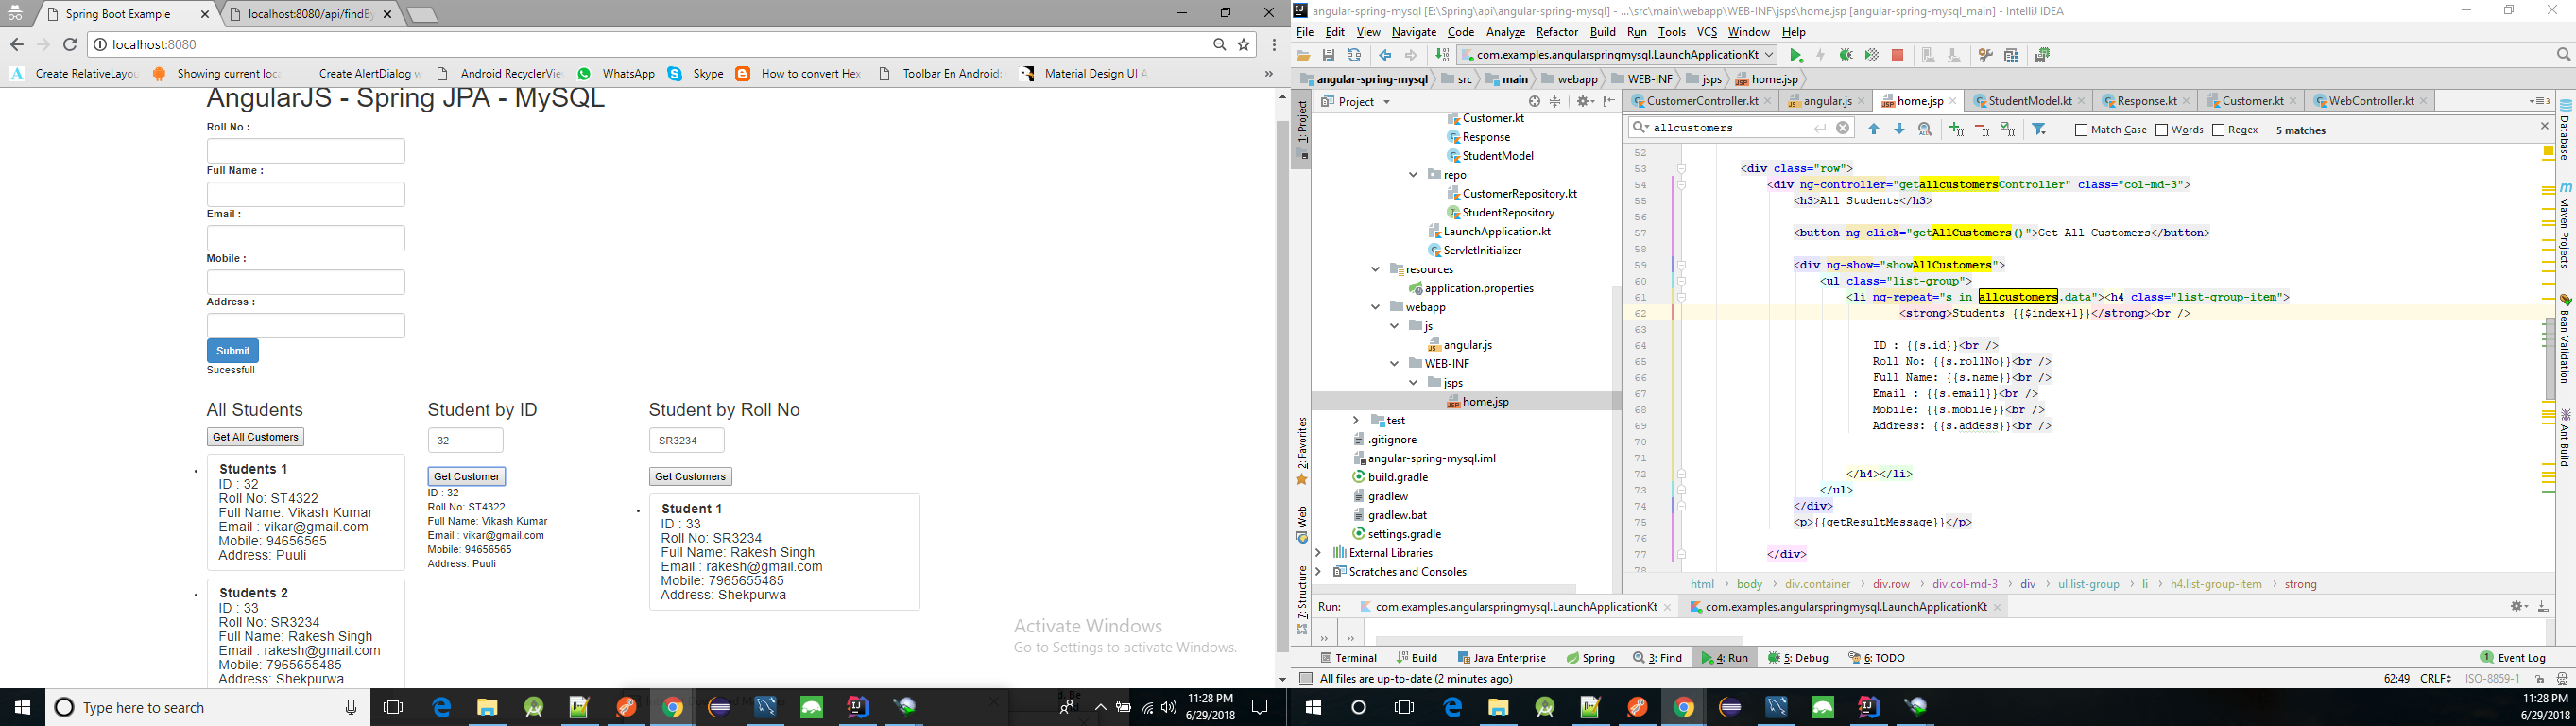 Spring Boot Example
localhost:8080/api/findBy
localhost:8080
Create RelativeLayou
Showing current loca
Create AlertDialog w
Android RecyclerVie
WhatsApp
Skype
How to convert Hex
Toolbar En Android:
Material Design UI A
AngularJS - Spring JPA - MySQL
Roll No :
Full Name :
Email :
Mobile :
Address :
Submit
Sucessful!
All Students
Get All Customers
Students 1
ID : 32
Roll No: ST4322
Full Name: Vikash Kumar
Email : vikar@gmail.com
Mobile: 94656565
Address: Puuli
Students 2
ID : 33
Roll No: SR3234
Full Name: Rakesh Singh
Email : rakesh@gmail.com
Mobile: 7965655485
Address: Shekpurwa
Student by ID
32
Get Customer
ID : 32
Roll No: ST4322
Full Name: Vikash Kumar
Email : vikar@gmail.com
Mobile: 94656565
Address: Puuli
Student by Roll No
SR3234
Get Customers
Student 1
ID : 33
Roll No: SR3234
Full Name: Rakesh Singh
Email : rakesh@gmail.com
Mobile: 7965655485
Address: Shekpurwa
Activate Windows
Go to Settings to activate Windows.
Type here to search
11:28 PM
6/29/2018
angular-spring-mysql [E:\Spring\api\angular-spring-mysql] - ...\src\main\webapp\WEB-INF\jsps\home.jsp [angular-spring-mysql_main] - IntelliJ IDEA
File Edit View Navigate Code Analyze Refactor Build Run Tools VCS Window Help
com.examples.angularspringmysql.LaunchApplicationKt
angular-spring-mysql src main webapp WEB-INF jsps home.jsp
1: Project
2: Favorites
Web
7: Structure
Project
Customer.kt
Response
StudentModel
repo
CustomerRepository.kt
StudentRepository
LaunchApplication.kt
ServletInitializer
resources
application.properties
webapp
js
angular.js
WEB-INF
jsps
home.jsp
test
.gitignore
angular-spring-mysql.iml
build.gradle
gradlew
gradlew.bat
settings.gradle
External Libraries
Scratches and Consoles
CustomerController.kt angular.js home.jsp StudentModel.kt Response.kt Customer.kt WebController.kt
allcustomers Match Case Words Regex 5 matches
52
53 <div class="row">
54 <div ng-controller="getallcustomersController" class="col-md-3">
55 <h3>All Students</h3>
56
57 <button ng-click="getAllCustomers()">Get All Customers</button>
58
59 <div ng-show="showAllCustomers">
60 <ul class="list-group">
61 <li ng-repeat="s in allcustomers.data"><h4 class="list-group-item">
62 <strong>Students {{$index+1}}</strong><br />
63
64 ID : {{s.id}}<br />
65 Roll No: {{s.rollNo}}<br />
66 Full Name: {{s.name}}<br />
67 Email : {{s.email}}<br />
68 Mobile: {{s.mobile}}<br />
69 Address: {{s.addess}}<br />
70
71
72 </h4></li>
73 </ul>
74 </div>
75 <p>{{getResultMessage}}</p>
76
77 </div>
78
html body div.container div.row div.col-md-3 div ul.list-group li h4.list-group-item strong
Database
Maven Projects
Bean Validation
Ant Build
Run: com.examples.angularspringmysql.LaunchApplicationKt com.examples.angularspringmysql.LaunchApplicationKt
Terminal Build Java Enterprise Spring 3: Find 4: Run 5: Debug 6: TODO 1 Event Log
All files are up-to-date (2 minutes ago) 62:49 CRLF ISO-8859-1
11:28 PM
6/29/2018